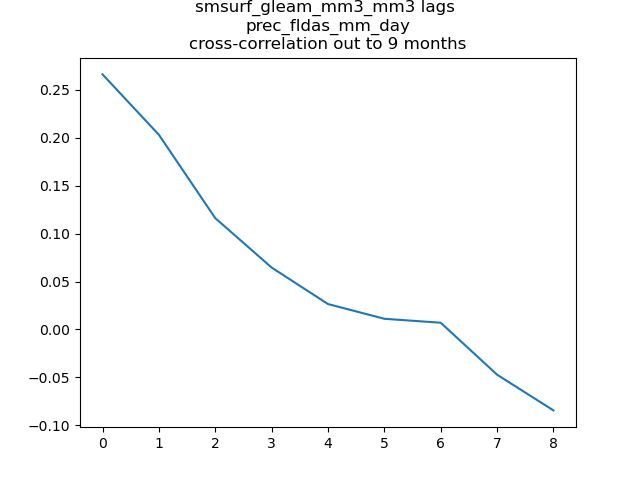 smsurf_gleam_mm3_mm3 lags
prec_fldas_mm_day
cross-correlation out to 9 months
0.25
0.20
0.15
0.10
0.05
0.00
−0.05
−0.10
0 1 2 3 4 5 6 7 8